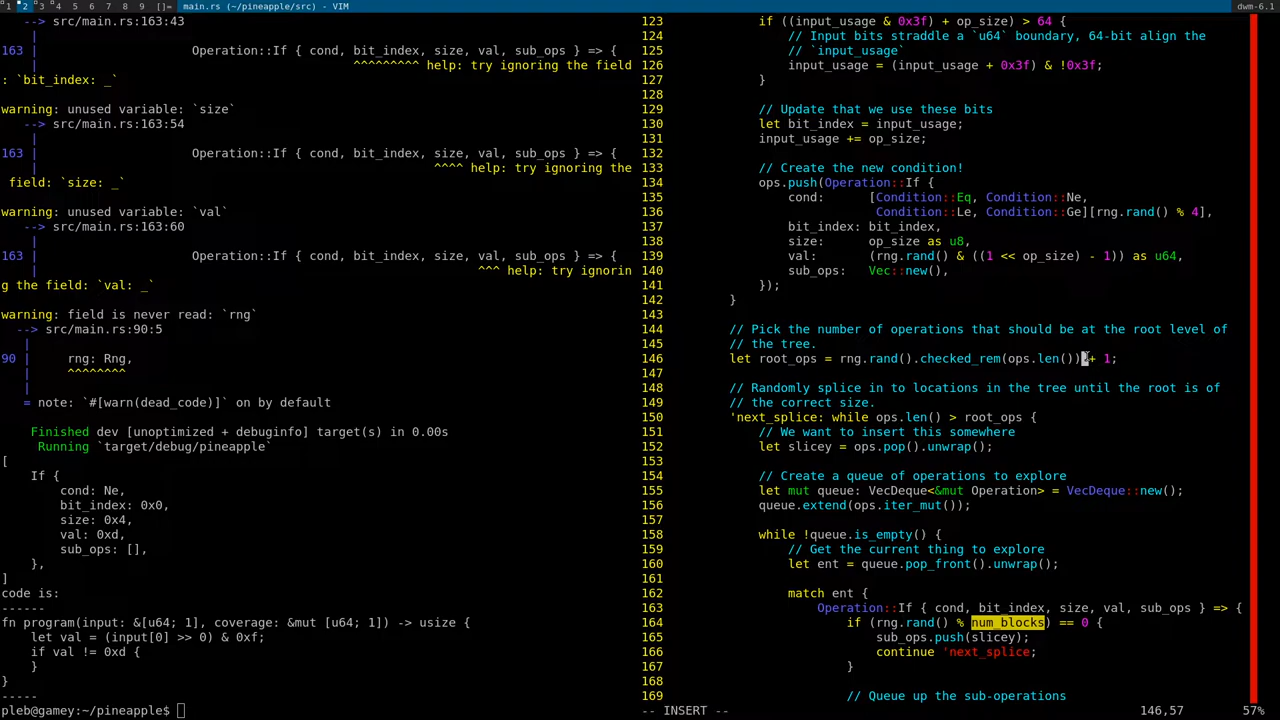 1 2 3 4 5 6 7 8 9 []= main.rs (~/pineapple/src) - VIM dwm-6.1
--> src/main.rs:163:43
|
163 | Operation::If { cond, bit_index, size, val, sub_ops } => {
| ^^^^^^^^^ help: try ignoring the field
: `bit_index: _`
warning: unused variable: `size`
--> src/main.rs:163:54
|
163 | Operation::If { cond, bit_index, size, val, sub_ops } => {
| ^^^^ help: try ignoring the
field: `size: _`
warning: unused variable: `val`
--> src/main.rs:163:60
|
163 | Operation::If { cond, bit_index, size, val, sub_ops } => {
| ^^^ help: try ignorin
g the field: `val: _`
warning: field is never read: `rng`
--> src/main.rs:90:5
|
90 | rng: Rng,
| ^^^^^^^^
|
= note: `#[warn(dead_code)]` on by default
Finished dev [unoptimized + debuginfo] target(s) in 0.00s
Running `target/debug/pineapple`
[
If {
cond: Ne,
bit_index: 0x0,
size: 0x4,
val: 0xd,
sub_ops: [],
},
]
code is:
------
fn program(input: &[u64; 1], coverage: &mut [u64; 1]) -> usize {
let val = (input[0] >> 0) & 0xf;
if val != 0xd {
}
}
-----
pleb@gamey:~/pineapple$
123 if ((input_usage & 0x3f) + op_size) > 64 {
124 // Input bits straddle a `u64` boundary, 64-bit align the
125 // `input_usage`
126 input_usage = (input_usage + 0x3f) & !0x3f;
127 }
128
129 // Update that we use these bits
130 let bit_index = input_usage;
131 input_usage += op_size;
132
133 // Create the new condition!
134 ops.push(Operation::If {
135 cond: [Condition::Eq, Condition::Ne,
136 Condition::Le, Condition::Ge][rng.rand() % 4],
137 bit_index: bit_index,
138 size: op_size as u8,
139 val: (rng.rand() & ((1 << op_size) - 1)) as u64,
140 sub_ops: Vec::new(),
141 });
142 }
143
144 // Pick the number of operations that should be at the root level of
145 // the tree.
146 let root_ops = rng.rand().checked_rem(ops.len()) + 1;
147
148 // Randomly splice in to locations in the tree until the root is of
149 // the correct size.
150 'next_splice: while ops.len() > root_ops {
151 // We want to insert this somewhere
152 let slicey = ops.pop().unwrap();
153
154 // Create a queue of operations to explore
155 let mut queue: VecDeque<&mut Operation> = VecDeque::new();
156 queue.extend(ops.iter_mut());
157
158 while !queue.is_empty() {
159 // Get the current thing to explore
160 let ent = queue.pop_front().unwrap();
161
162 match ent {
163 Operation::If { cond, bit_index, size, val, sub_ops } => {
164 if (rng.rand() % num_blocks) == 0 {
165 sub_ops.push(slicey);
166 continue 'next_splice;
167 }
168
169 // Queue up the sub-operations
-- INSERT -- 146,57 57%